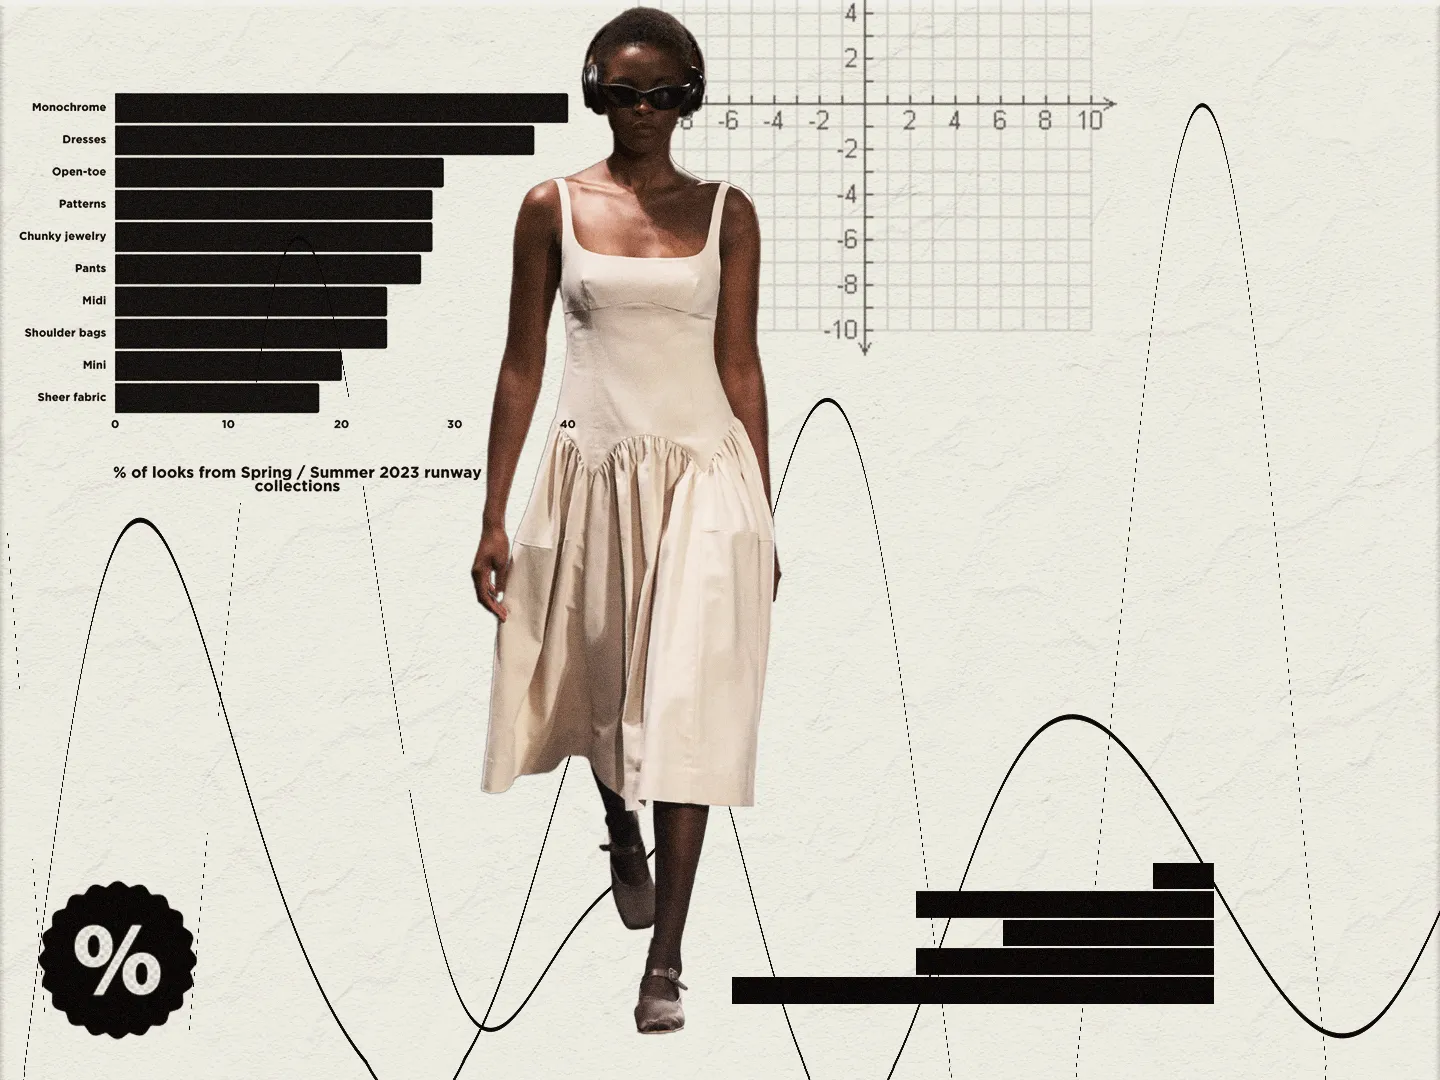 Monochrome
Dresses
Open-toe
Patterns
Chunky jewelry
Pants
Midi
Shoulder bags
Mini
Sheer fabric
0 10 20 30 40
% of looks from Spring / Summer 2023 runway
collections
4
2
-8 -6 -4 -2 2 4 6 8 10
-2
-4
-6
-8
-10
%